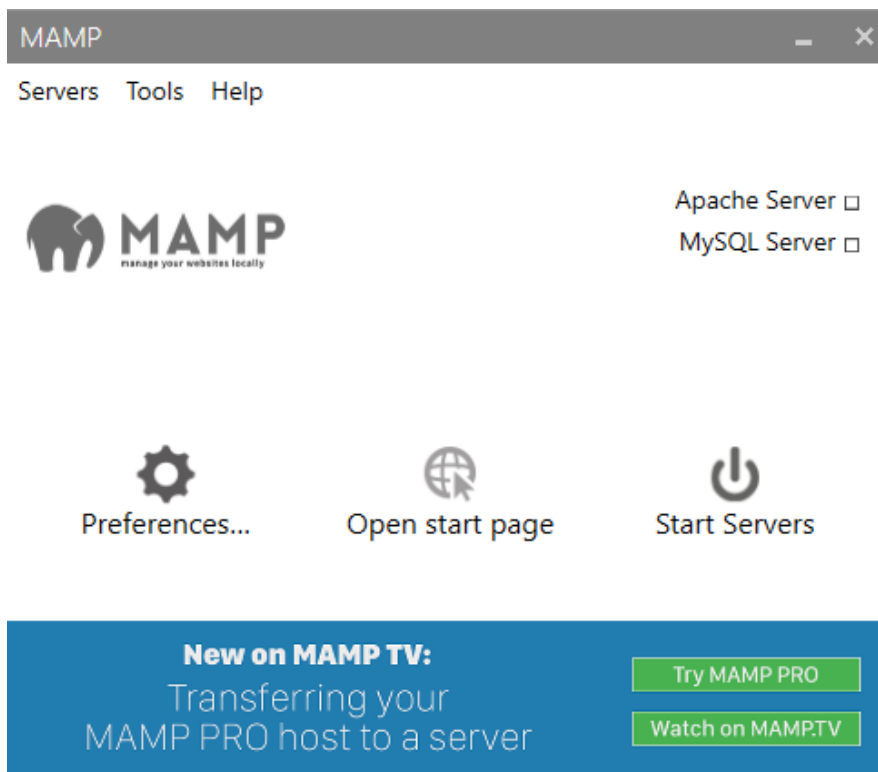 MAMP
Servers Tools Help
Apache Server
MAMP
manage your websites locally
MySQL Server
Preferences...
Open start page
Start Servers
New on MAMP TV:
Transferring your
MAMP PRO host to a server
Try MAMP PRO
Watch on MAMP.TV